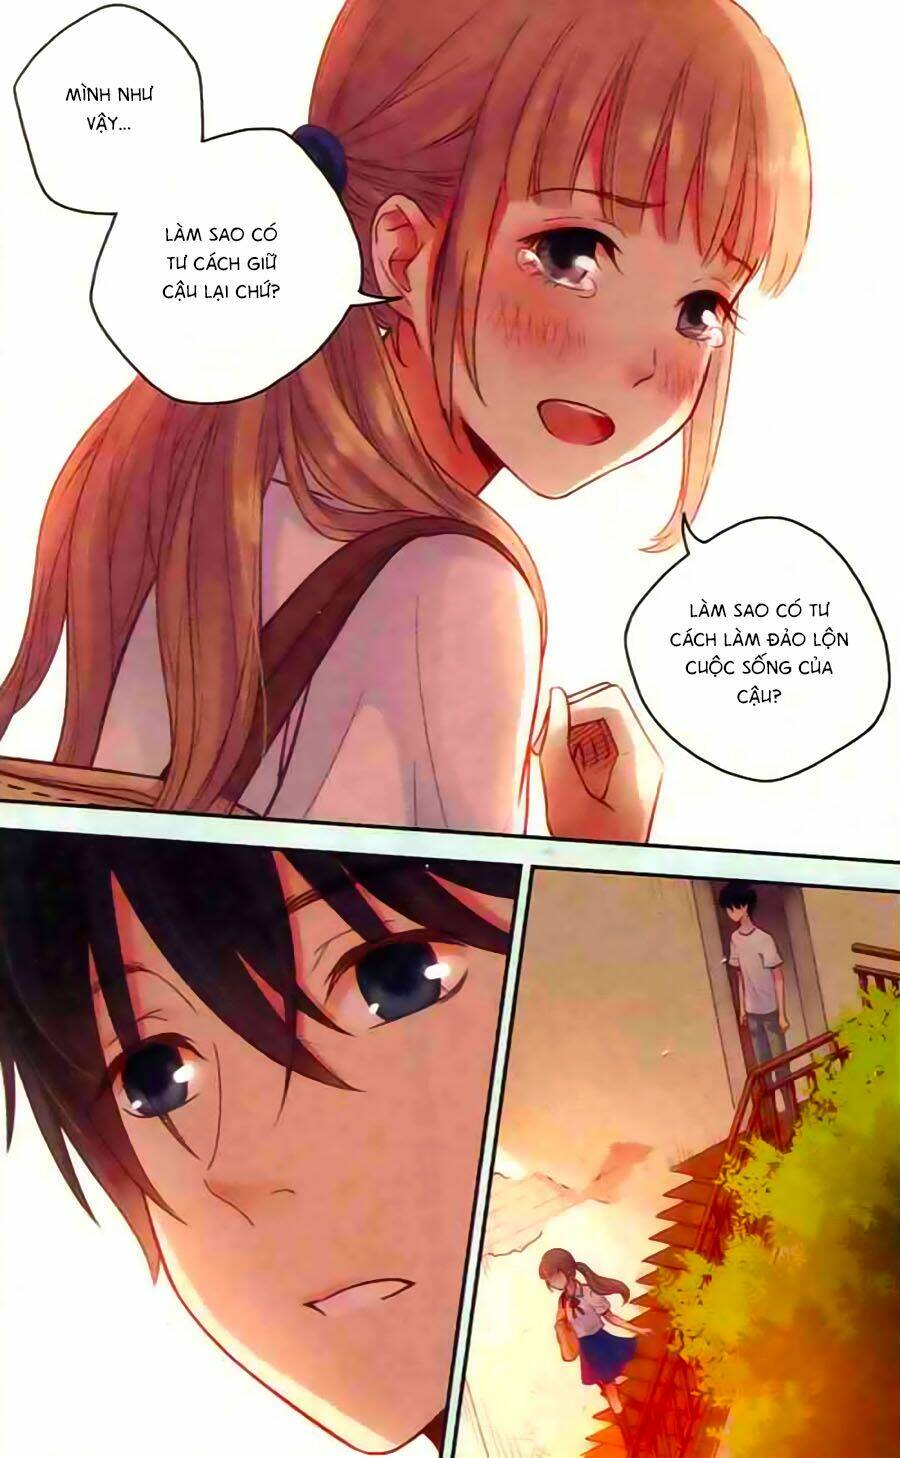 MÌNH NHƯ
VẬY...
LÀM SAO CÓ
TƯ CÁCH GIỮ
CẬU LẠI CHỨ?
LÀM SAO CÓ TƯ
CÁCH LÀM ĐẢO LỘN
CUỘC SỐNG CỦA
CẬU?